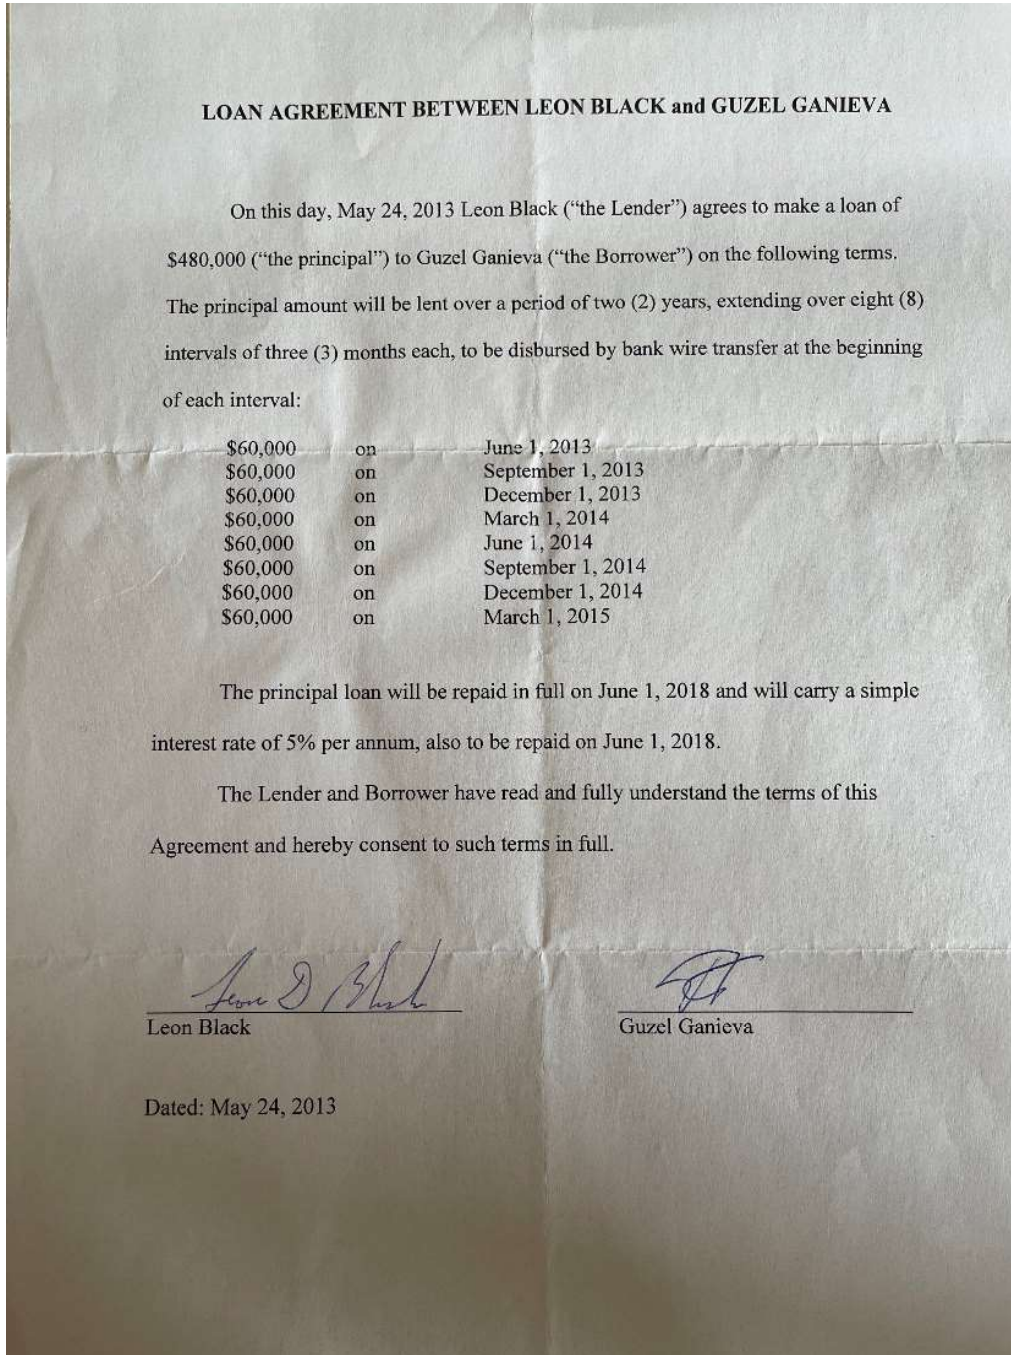 LOAN AGREEMENT BETWEEN LEON BLACK and GUZEL GANIEVA
On this day, May 24, 2013 Leon Black (“the Lender”) agrees to make a loan of
$480,000 (“the principal”) to Guzel Ganieva (“the Borrower”) on the following terms.
The principal amount will be lent over a period of two (2) years, extending over eight (8)
intervals of three (3) months each, to be disbursed by bank wire transfer at the beginning
of each interval:
$60,000 on June 1, 2013
$60,000 on September 1, 2013
$60,000 on December 1, 2013
$60,000 on March 1, 2014
$60,000 on June 1, 2014
$60,000 on September 1, 2014
$60,000 on December 1, 2014
$60,000 on March 1, 2015
The principal loan will be repaid in full on June 1, 2018 and will carry a simple
interest rate of 5% per annum, also to be repaid on June 1, 2018.
The Lender and Borrower have read and fully understand the terms of this
Agreement and hereby consent to such terms in full.
Leon D Black
Leon Black Guzel Ganieva
Dated: May 24, 2013